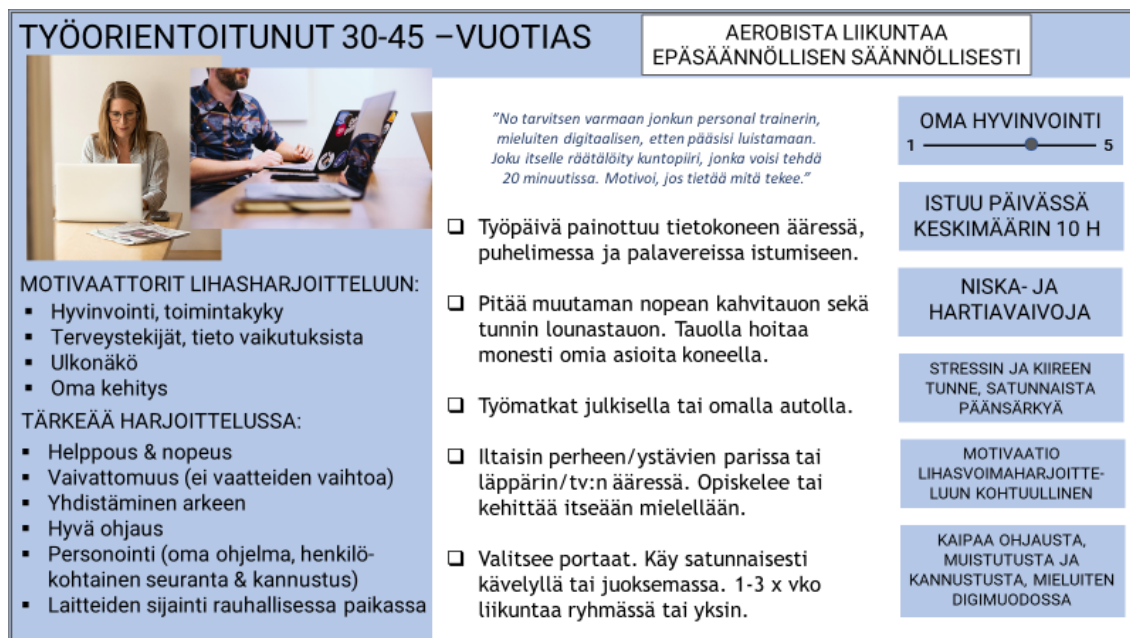 TYÖORIENTOITUNUT 30-45 –VUOTIAS
AEROBISTA LIIKUNTAA
EPÄSÄÄNNÖLLISEN SÄÄNNÖLLISESTI
MOTIVAATTORIT LIHASHARJOITTELUUN:
▪ Hyvinvointi, toimintakyky
▪ Terveystekijät, tieto vaikutuksista
▪ Ulkonäkö
▪ Oma kehitys
TÄRKEÄÄ HARJOITTELUSSA:
▪ Helppous & nopeus
▪ Vaivattomuus (ei vaatteiden vaihtoa)
▪ Yhdistäminen arkeen
▪ Hyvä ohjaus
▪ Personointi (oma ohjelma, henkilö-
kohtainen seuranta & kannustus)
▪ Laitteiden sijainti rauhallisessa paikassa
”No tarvitsen varmaan jonkun personal trainerin,
mieluiten digitaalisen, etten pääsisi luistamaan.
Joku itselle räätälöity kuntopiiri, jonka voisi tehdä
20 minuutissa. Motivoi, jos tietää mitä tekee.”
❑ Työpäivä painottuu tietokoneen ääressä,
puhelimessa ja palavereissa istumiseen.
❑ Pitää muutaman nopean kahvitauon sekä
tunnin lounastauon. Tauolla hoitaa
monesti omia asioita koneella.
❑ Työmatkat julkisella tai omalla autolla.
❑ Iltaisin perheen/ystävien parissa tai
läppärin/tv:n ääressä. Opiskelee tai
kehittää itseään mielellään.
❑ Valitsee portaat. Käy satunnaisesti
kävelyllä tai juoksemassa. 1-3 x vko
liikuntaa ryhmässä tai yksin.
OMA HYVINVOINTI
1 5
ISTUU PÄIVÄSSÄ
KESKIMÄÄRIN 10 H
NISKA- JA
HARTIAVAIVOJA
STRESSIN JA KIIREEN
TUNNE, SATUNNAISTA
PÄÄNSÄRKYÄ
MOTIVAATIO
LIHASVOIMAHARJOITTE-
LUUN KOHTUULLINEN
KAIPAA OHJAUSTA,
MUISTUTUSTA JA
KANNUSTUSTA, MIELUITEN
DIGIMUODOSSA